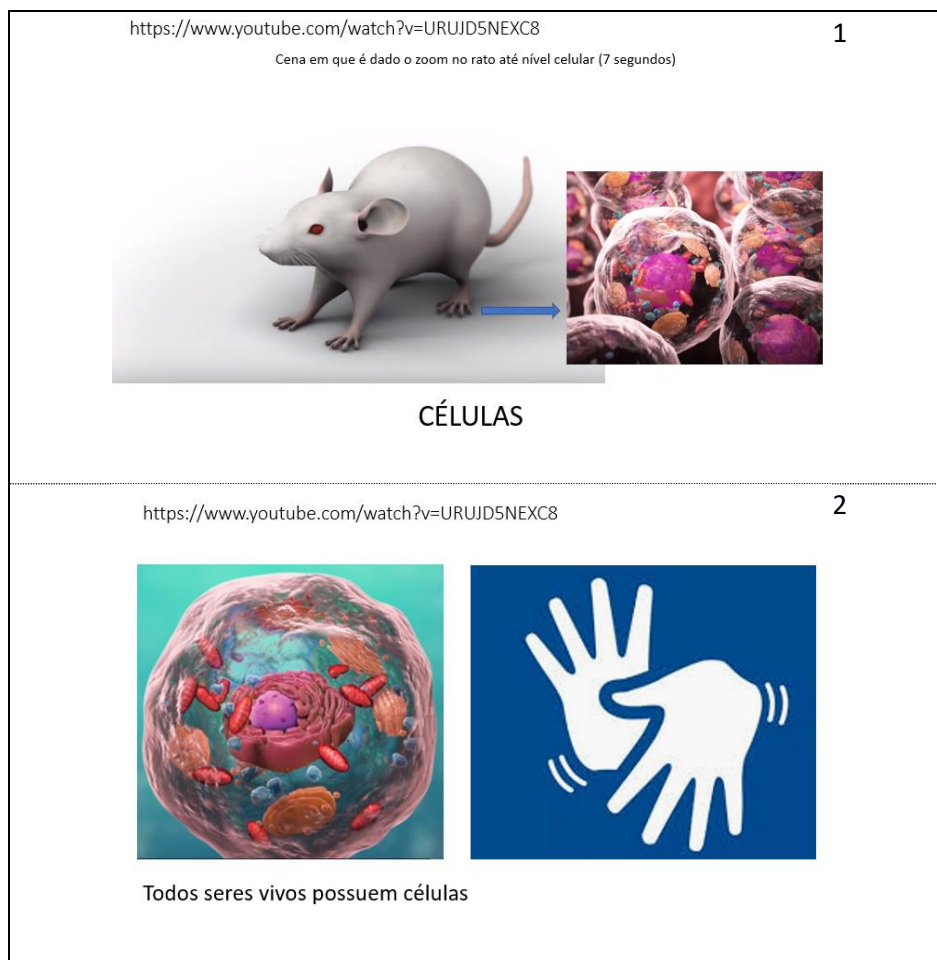 https://www.youtube.com/watch?v=URUJD5NEXC8
1
Cena em que é dado o zoom no rato até nível celular (7 segundos)
CÉLULAS
https://www.youtube.com/watch?v=URUJD5NEXC8
2
Todos seres vivos possuem células